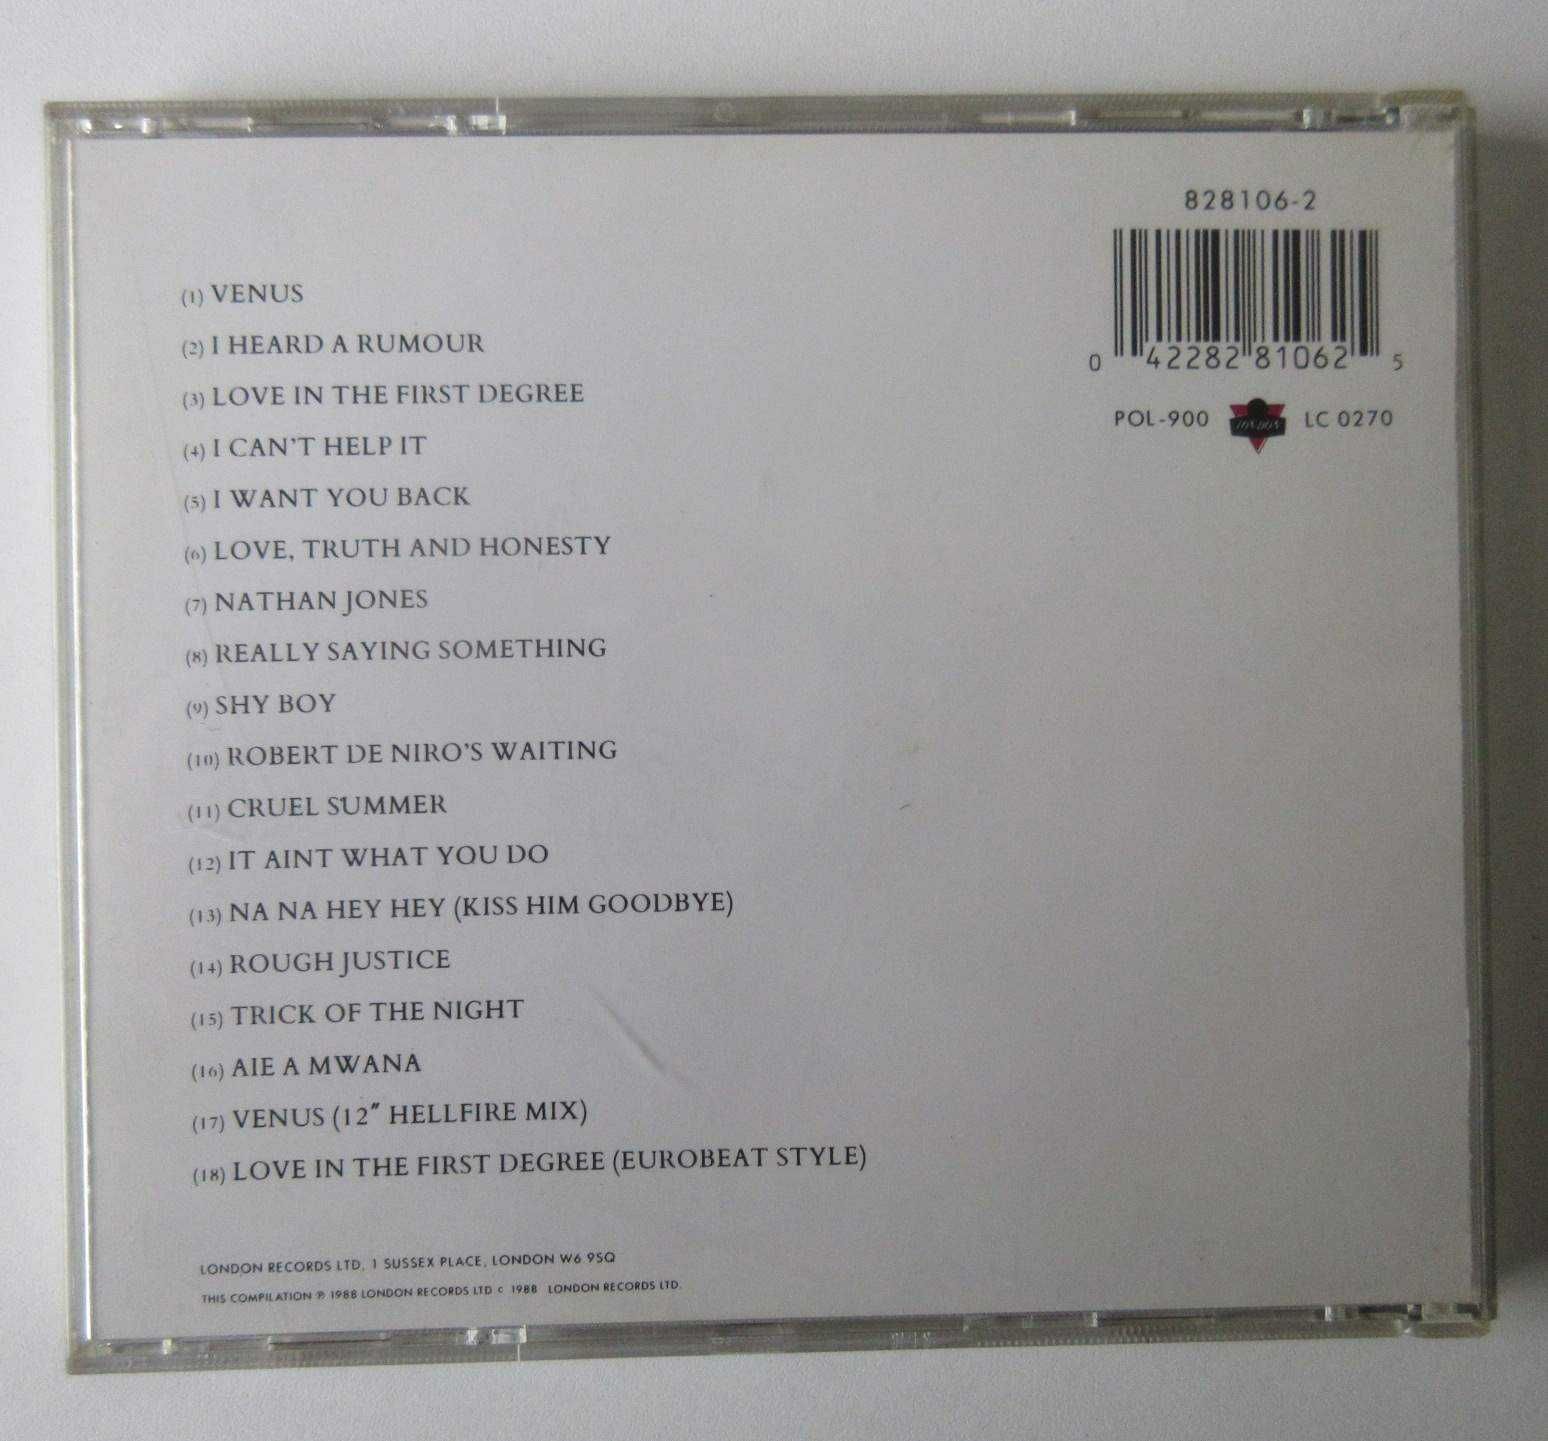 828106-2
0 42282 81062 5
POL-900 LONDON LC 0270
(1) VENUS
(2) I HEARD A RUMOUR
(3) LOVE IN THE FIRST DEGREE
(4) I CAN'T HELP IT
(5) I WANT YOU BACK
(6) LOVE, TRUTH AND HONESTY
(7) NATHAN JONES
(8) REALLY SAYING SOMETHING
(9) SHY BOY
(10) ROBERT DE NIRO'S WAITING
(11) CRUEL SUMMER
(12) IT AINT WHAT YOU DO
(13) NA NA HEY HEY (KISS HIM GOODBYE)
(14) ROUGH JUSTICE
(15) TRICK OF THE NIGHT
(16) AIE A MWANA
(17) VENUS (12″ HELLFIRE MIX)
(18) LOVE IN THE FIRST DEGREE (EUROBEAT STYLE)
LONDON RECORDS LTD, 1 SUSSEX PLACE, LONDON W6 9SQ
THIS COMPILATION ℗ 1988 LONDON RECORDS LTD c 1988 LONDON RECORDS LTD.